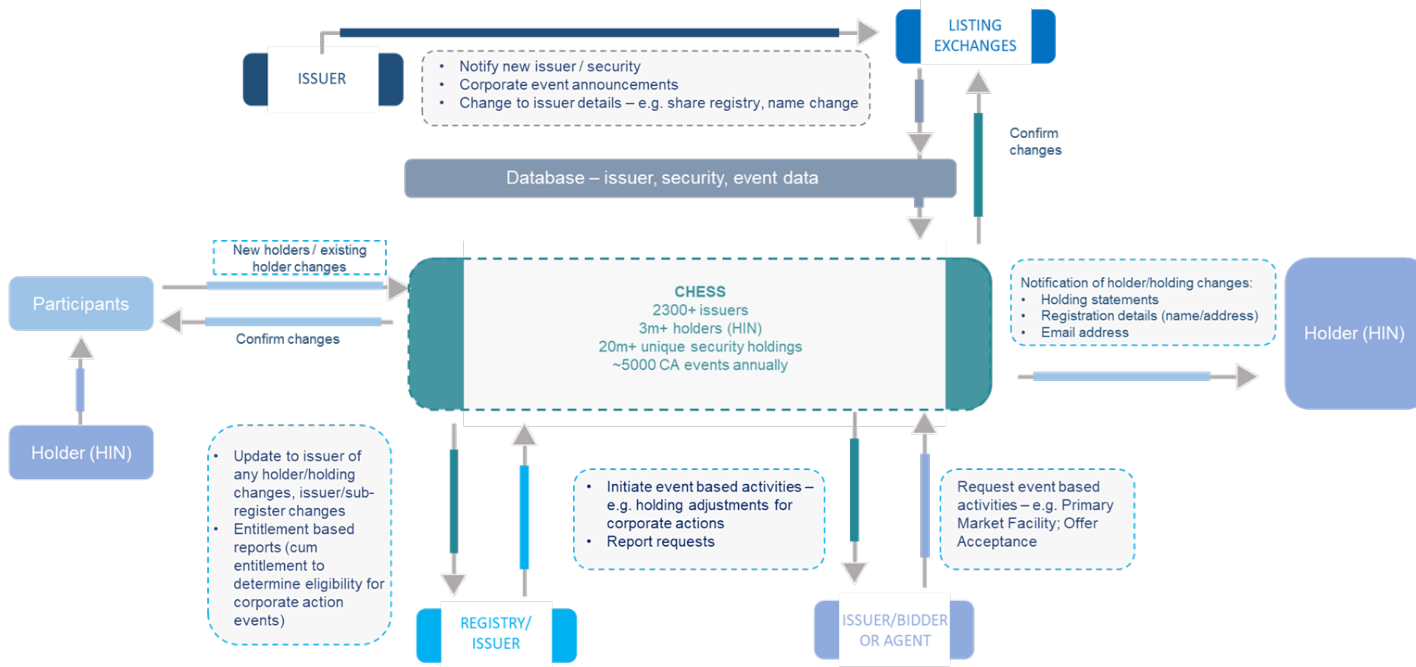 LISTING
EXCHANGES
ISSUER
• Notify new issuer / security
• Corporate event announcements
• Change to issuer details – e.g. share registry, name change
Confirm
changes
Database – issuer, security, event data
New holders / existing
holder changes
Participants
Confirm changes
Holder (HIN)
CHESS
2300+ issuers
3m+ holders (HIN)
20m+ unique security holdings
~5000 CA events annually
Notification of holder/holding changes:
• Holding statements
• Registration details (name/address)
• Email address
Holder (HIN)
• Update to issuer of
any holder/holding
changes, issuer/sub-
register changes
• Entitlement based
reports (cum
entitlement to
determine eligibility for
corporate action
events)
• Initiate event based activities –
e.g. holding adjustments for
corporate actions
• Report requests
Request event based
activities – e.g. Primary
Market Facility; Offer
Acceptance
REGISTRY/
ISSUER
ISSUER/BIDDER
OR AGENT